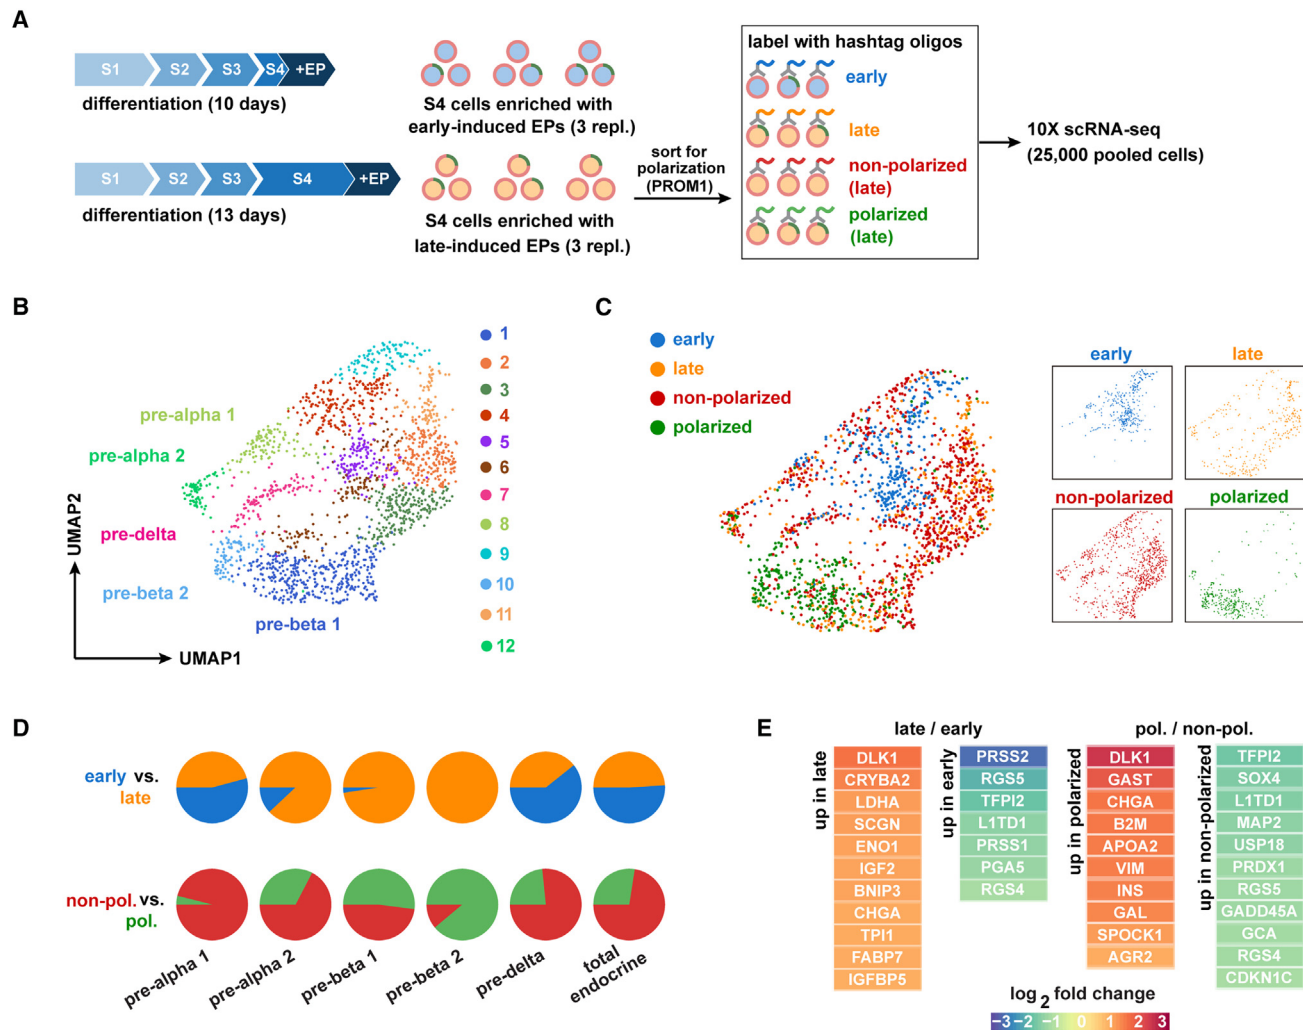 A
S1 S2 S3 S4 +EP
differentiation (10 days)
S1 S2 S3 S4 +EP
differentiation (13 days)
S4 cells enriched with
early-induced EPs (3 repl.)
S4 cells enriched with
late-induced EPs (3 repl.)
sort for
polarization
(PROM1)
label with hashtag oligos
early
late
non-polarized
(late)
polarized
(late)
10X scRNA-seq
(25,000 pooled cells)
B
pre-alpha 1
pre-alpha 2
pre-delta
pre-beta 2
pre-beta 1
UMAP2
UMAP1
1
2
3
4
5
6
7
8
9
10
11
12
C
early
late
non-polarized
polarized
early late
non-polarized polarized
D
early vs.
late
non-pol. vs.
pol.
pre-alpha 1
pre-alpha 2
pre-beta 1
pre-beta 2
pre-delta
total
endocrine
E
late / early
up in late
DLK1
CRYBA2
LDHA
SCGN
ENO1
IGF2
BNIP3
CHGA
TPI1
FABP7
IGFBP5
up in early
PRSS2
RGS5
TFPI2
L1TD1
PRSS1
PGA5
RGS4
pol. / non-pol.
up in polarized
DLK1
GAST
CHGA
B2M
APOA2
VIM
INS
GAL
SPOCK1
AGR2
up in non-polarized
TFPI2
SOX4
L1TD1
MAP2
USP18
PRDX1
RGS5
GADD45A
GCA
RGS4
CDKN1C
log2 fold change
−3 −2 −1 0 1 2 3